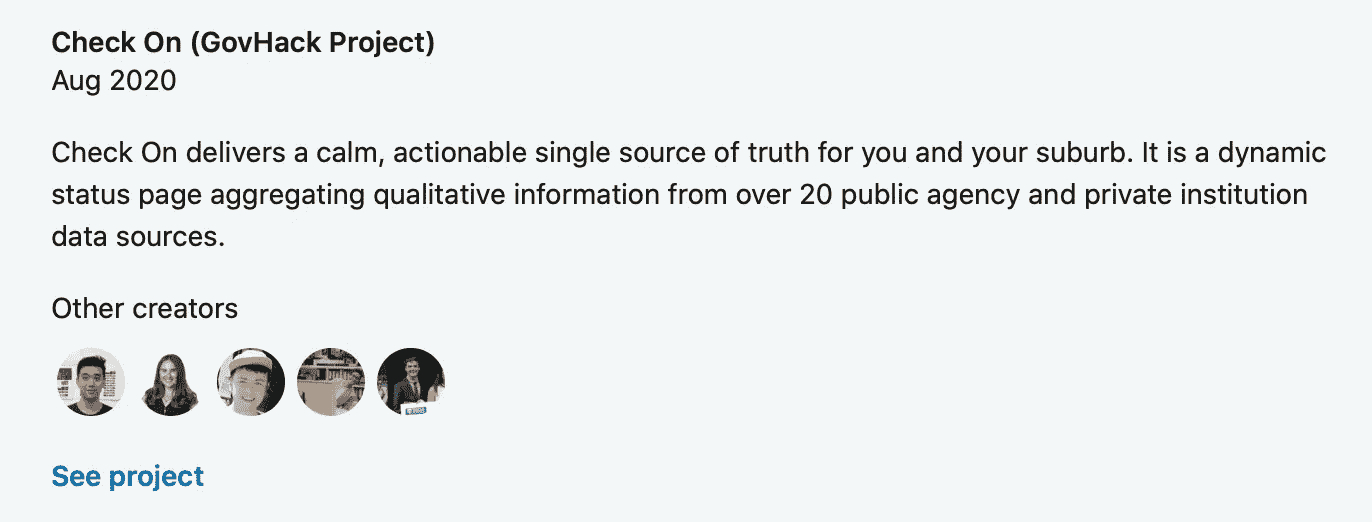 Check On (GovHack Project)
Aug 2020
Check On delivers a calm, actionable single source of truth for you and your suburb. It is a dynamic
status page aggregating qualitative information from over 20 public agency and private institution
data sources.
Other creators
See project